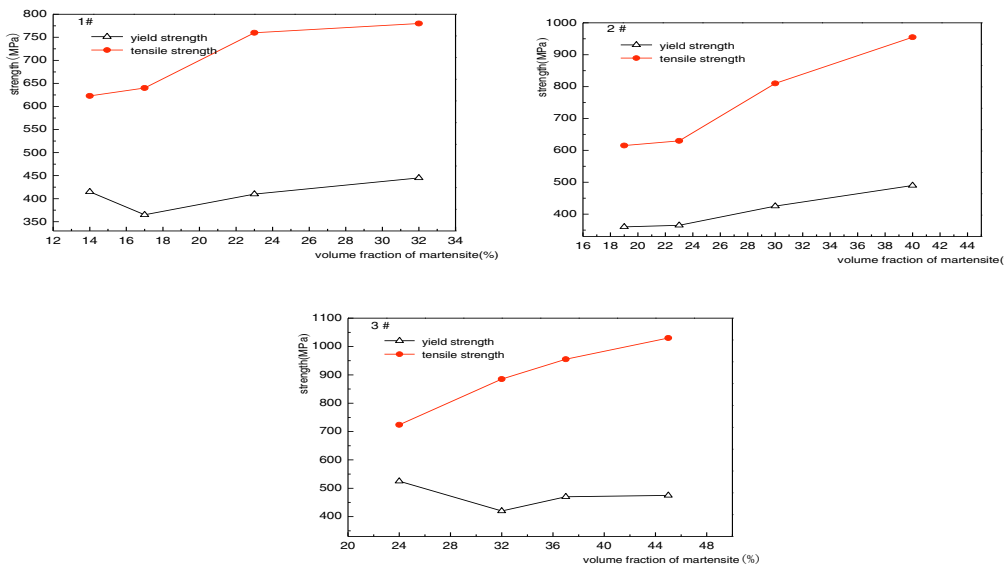 1#
yield strength
tensile strength
strength(MPa)
800
750
700
650
600
550
500
450
400
350
12 14 16 18 20 22 24 26 28 30 32 34
volume fraction of martensite(%)
2 #
yield strength
tensile strength
strength(MPa)
1000
900
800
700
600
500
400
16 18 20 22 24 26 28 30 32 34 36 38 40 42 44
volume fraction of martensite(
3 #
yield strength
tensile strength
strength(MPa)
1100
1000
900
800
700
600
500
400
20 24 28 32 36 40 44 48
volume fraction of martensite(%)